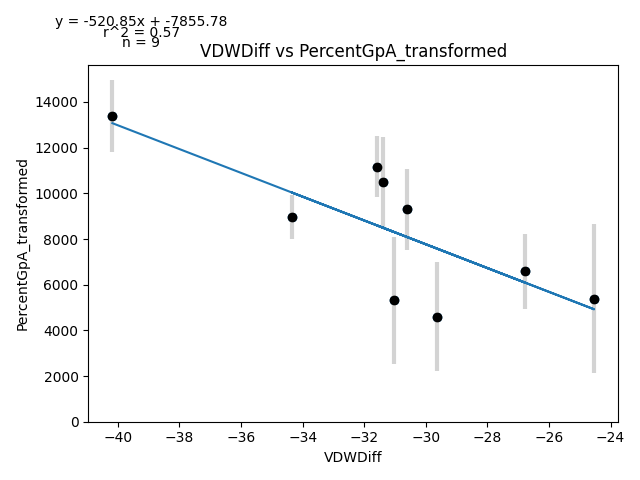 y = -520.85x + -7855.78
r^2 = 0.57
n = 9
VDWDiff vs PercentGpA_transformed
14000
12000
10000
8000
6000
4000
2000
0
PercentGpA_transformed
−40
−38
−36
−34
−32
−30
−28
−26
−24
VDWDiff